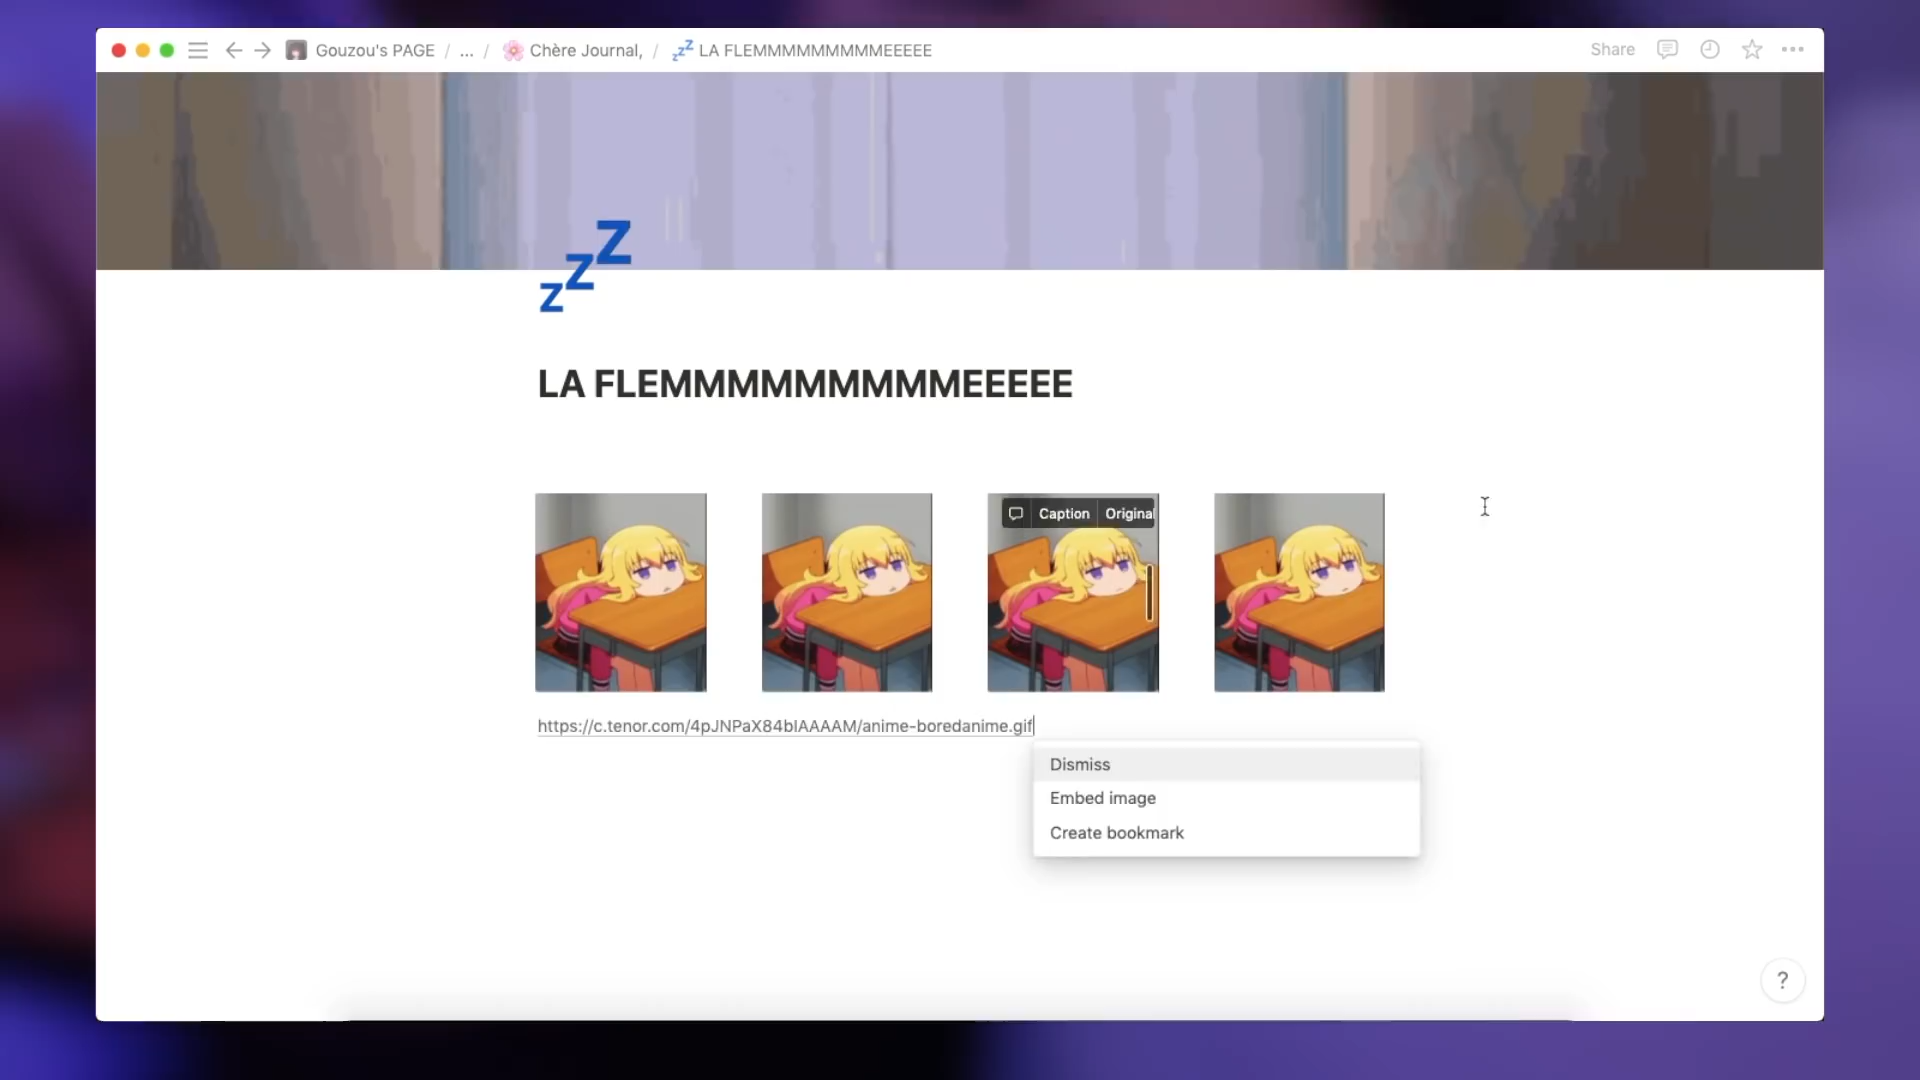 Gouzou's PAGE / ... / 🌸 Chère Journal, / 💤 LA FLEMMMMMMMMMEEEEE
Share
💤
LA FLEMMMMMMMMMEEEEE
Caption Original
https://c.tenor.com/4pJNPaX84bIAAAAM/anime-boredanime.gif
Dismiss
Embed image
Create bookmark
?